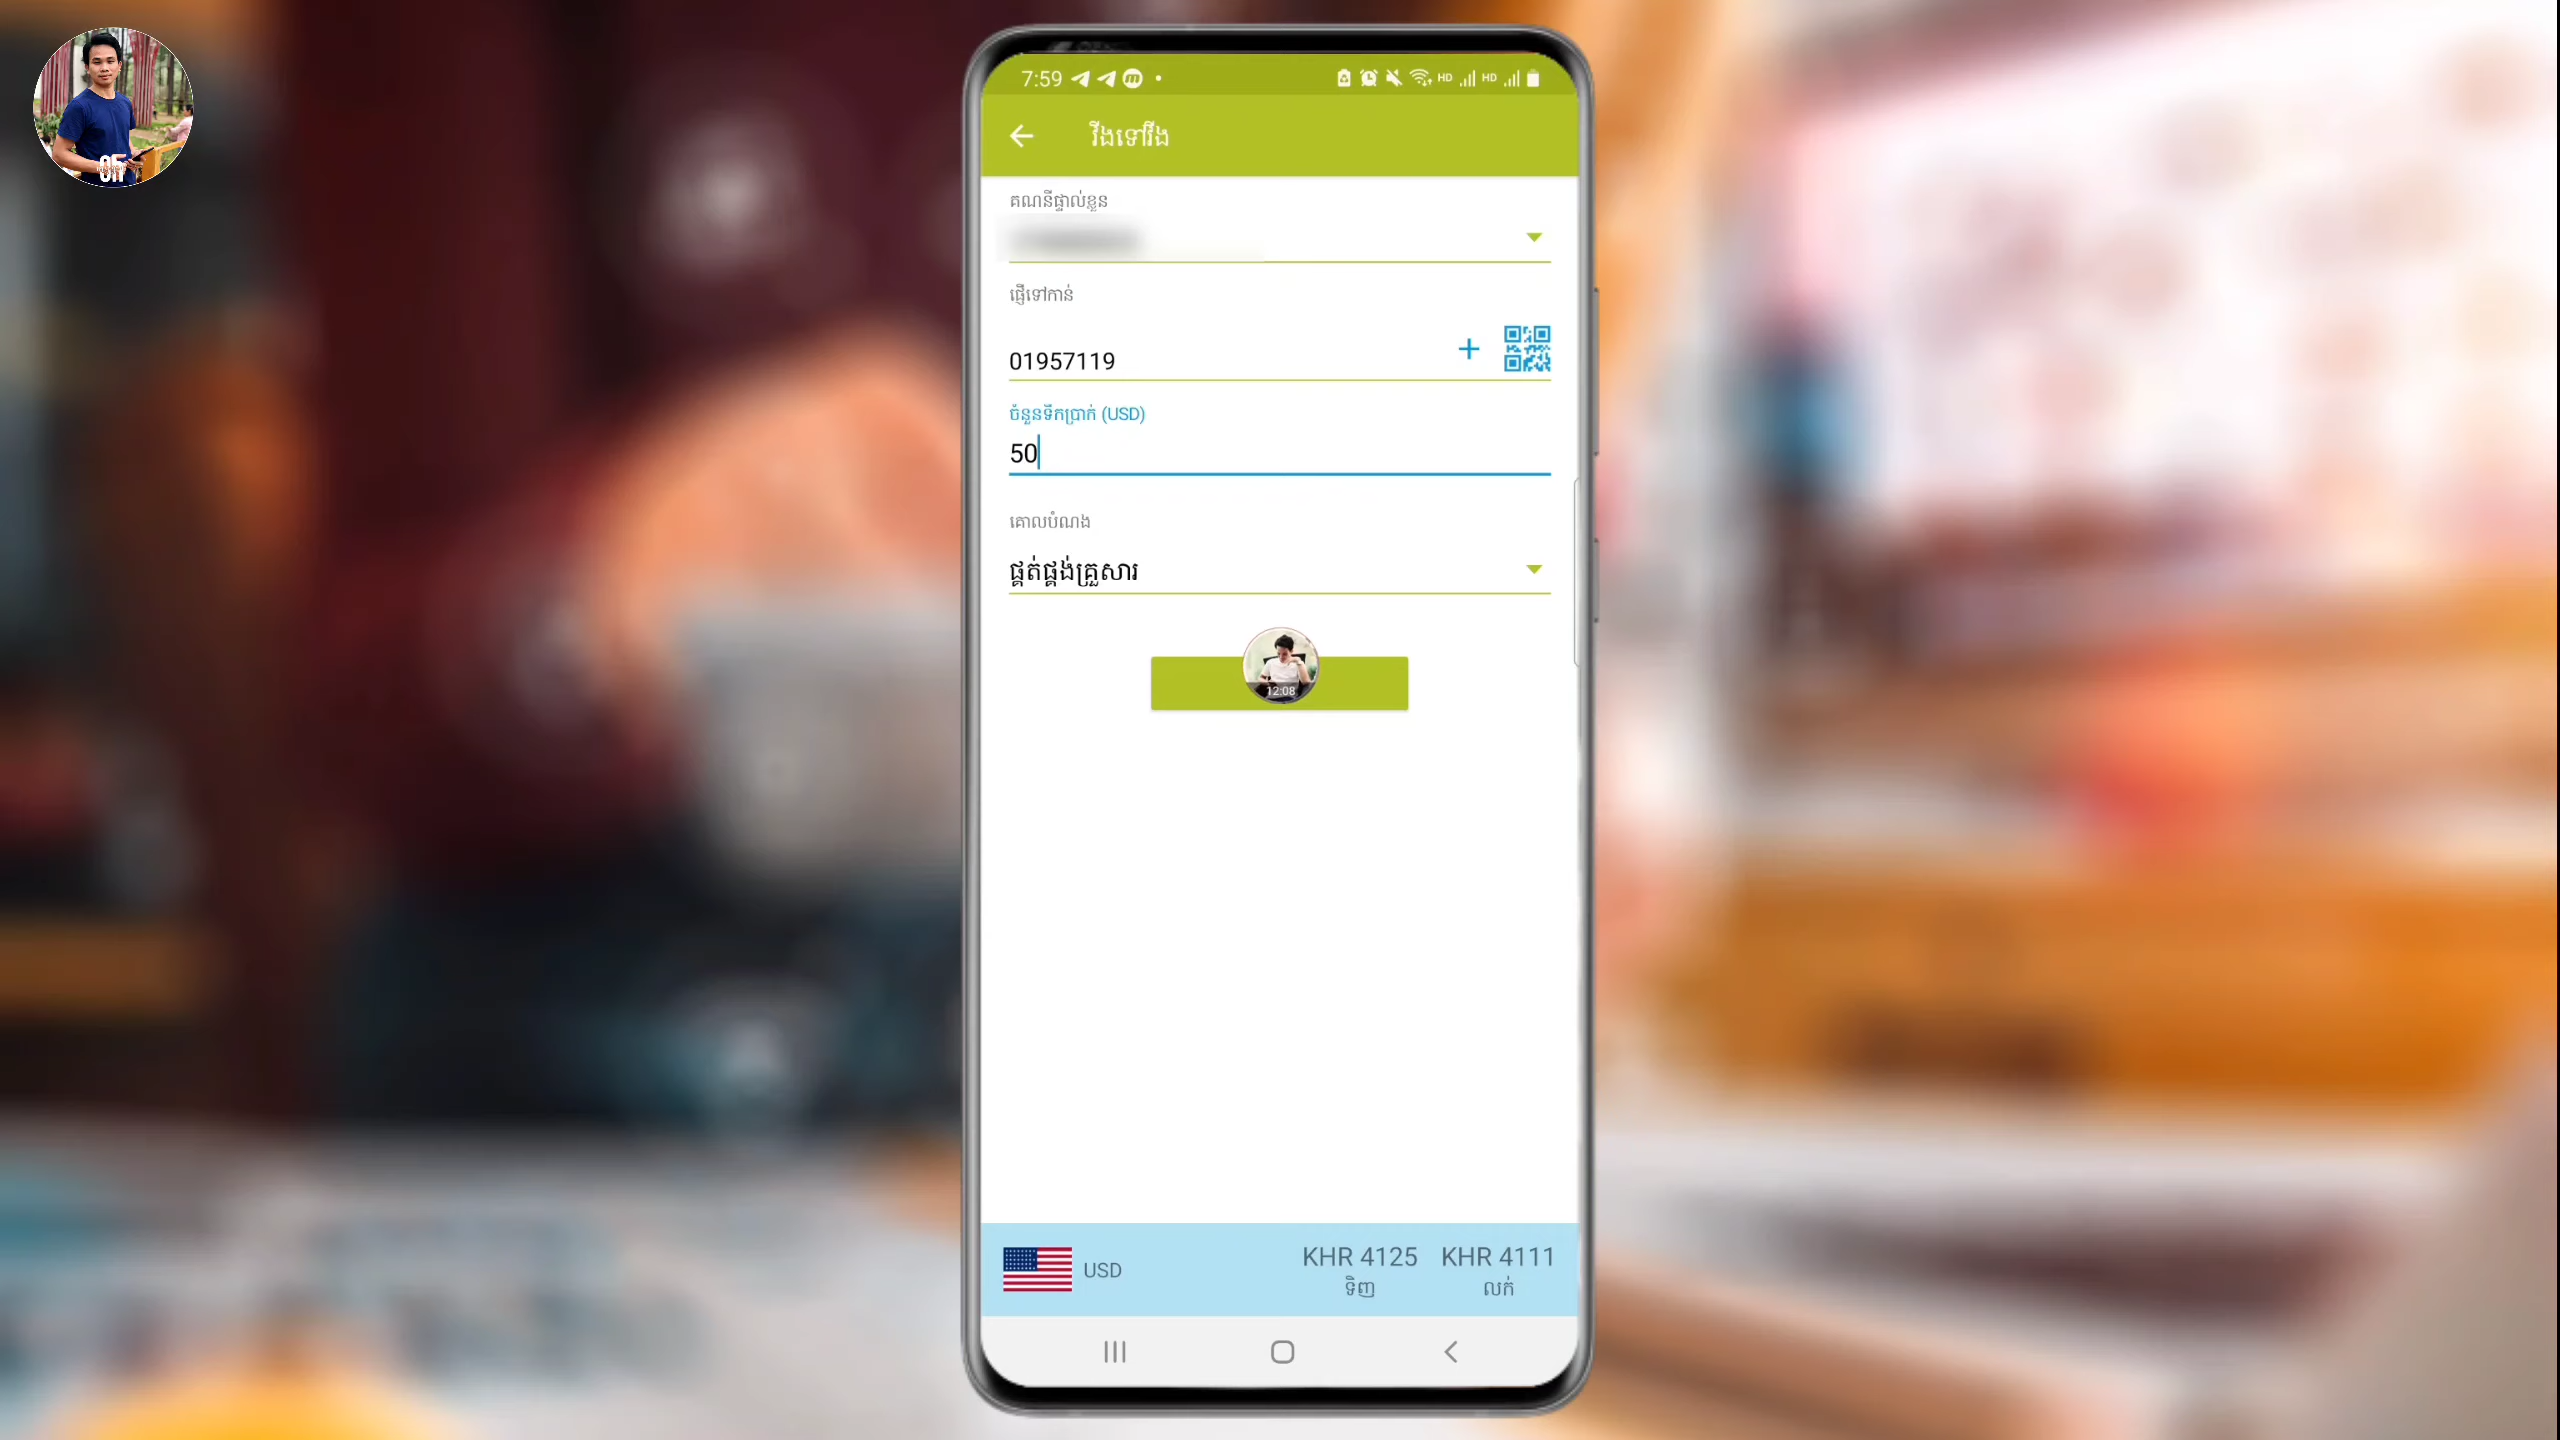 7:59
HD HD
វីងទៅវីង
គណនីផ្ទាល់ខ្លួន
ផ្ញើទៅកាន់
01957119
ចំនួនទឹកប្រាក់ (USD)
50
គោលបំណង
ផ្គត់ផ្គង់គ្រួសារ
12:08
USD
KHR 4125 KHR 4111
ទិញ លក់